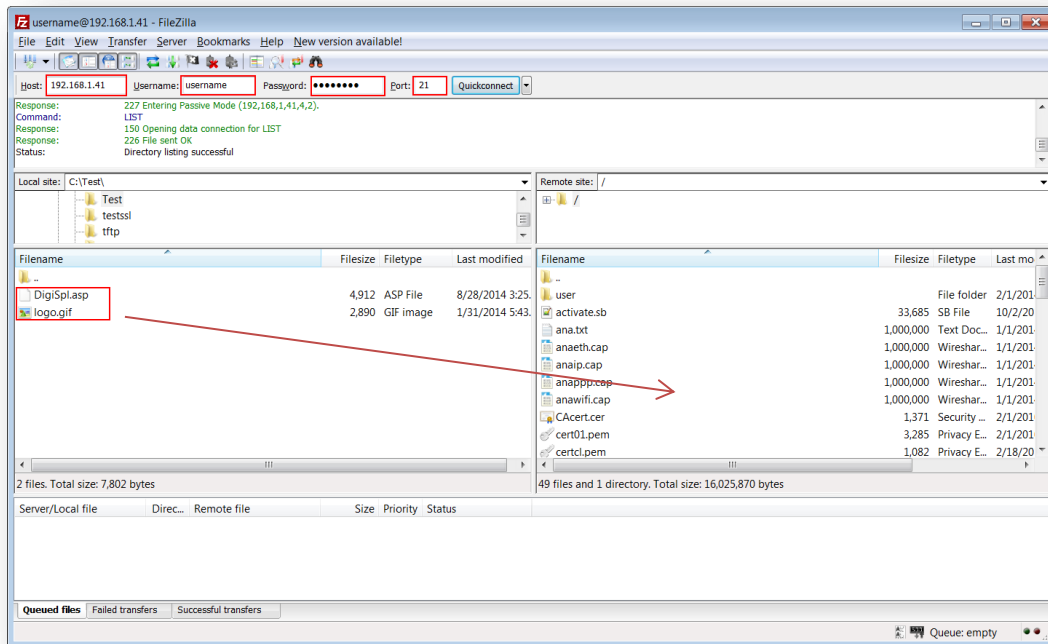 username@192.168.1.41 - FileZilla
File Edit View Transfer Server Bookmarks Help New version available!
Host: 192.168.1.41 Username: username Password: ●●●●●●●● Port: 21 Quickconnect
Response: 227 Entering Passive Mode (192,168,1,41,4,2).
Command: LIST
Response: 150 Opening data connection for LIST
Response: 226 File sent OK
Status: Directory listing successful
Local site: C:\Test\ Remote site: /
Test /
testssl
tftp
Filename Filesize Filetype Last modified Filename Filesize Filetype Last mo
.. ..
DigiSpl.asp 4,912 ASP File 8/28/2014 3:25. user File folder 2/1/201
logo.gif 2,890 GIF image 1/31/2014 5:43. activate.sb 33,685 SB File 10/2/20
ana.txt 1,000,000 Text Doc... 1/1/201
anaeth.cap 1,000,000 Wireshar... 1/1/201
anaip.cap 1,000,000 Wireshar... 1/1/201
anappp.cap 1,000,000 Wireshar... 1/1/201
anawifi.cap 1,000,000 Wireshar... 1/1/201
CAcert.cer 1,371 Security ... 2/1/201
cert01.pem 3,285 Privacy E... 2/1/201
certcl.pem 1,082 Privacy E... 2/18/20
2 files. Total size: 7,802 bytes 49 files and 1 directory. Total size: 16,025,870 bytes
Server/Local file Direc... Remote file Size Priority Status
Queued files Failed transfers Successful transfers
Queue: empty